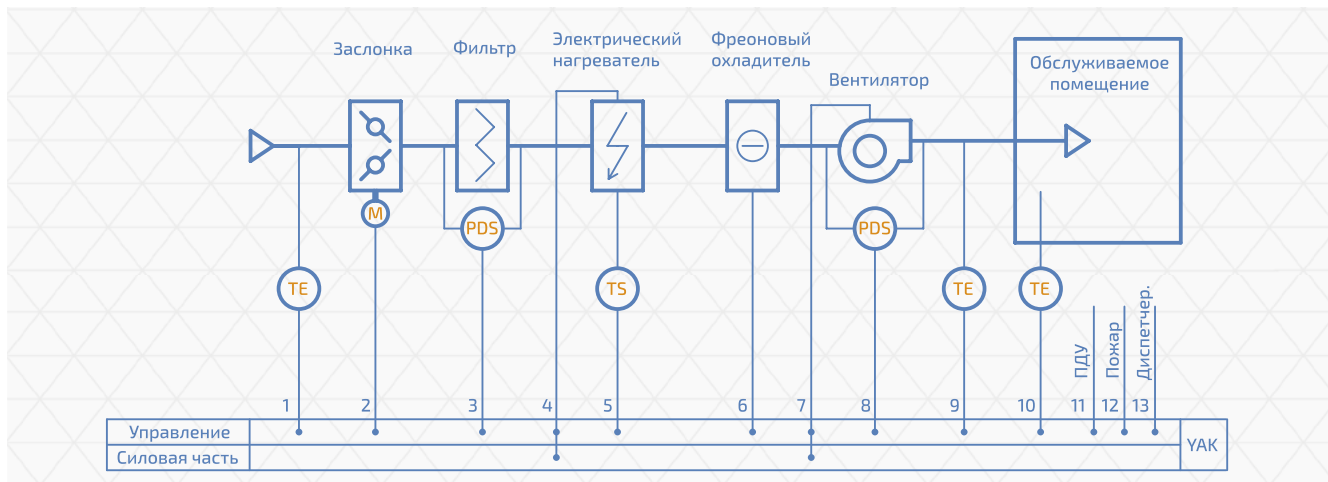 Заслонка
Фильтр
Электрический
нагреватель
Фреоновый
охладитель
Вентилятор
Обслуживаемое
помещение
M
PDS
PDS
TE
TS
TE
TE
ПДУ
Пожар
Диспетчер.
1 2 3 4 5 6 7 8 9 10 11 12 13
Управление
Силовая часть
YAK